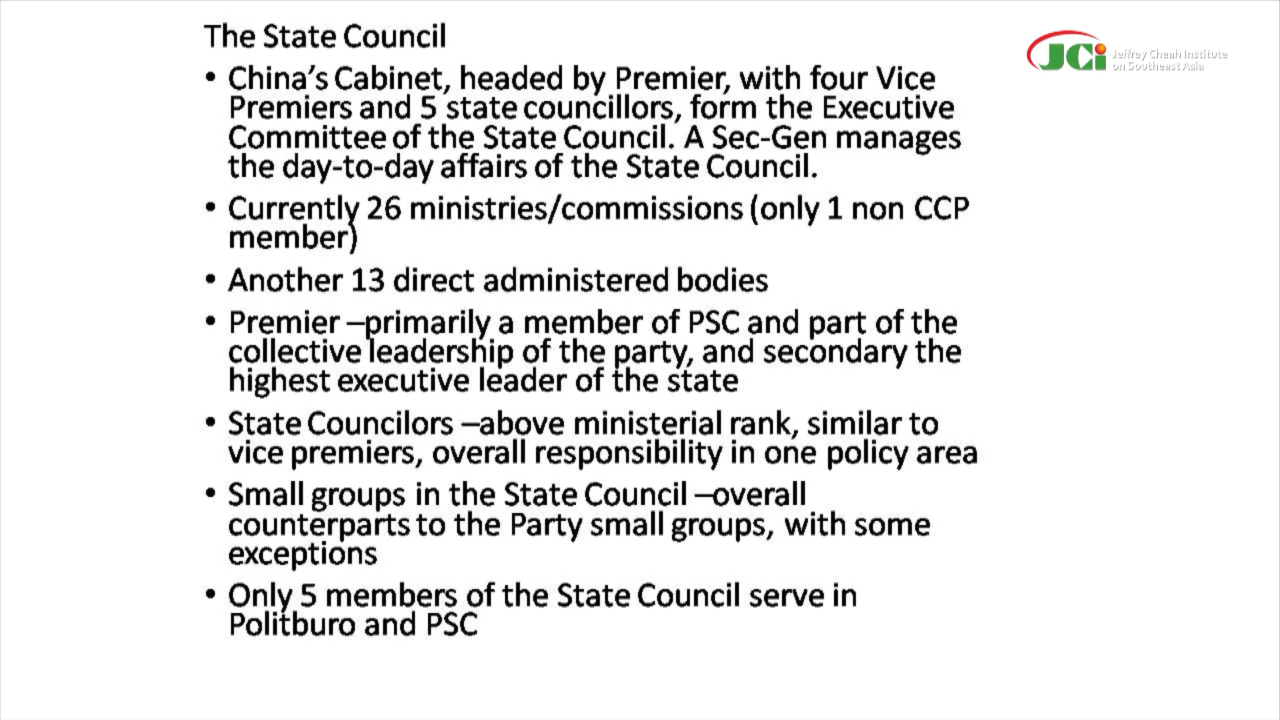 The State Council
JCI Jeffrey Cheah Institute
on Southeast Asia
• China's Cabinet, headed by Premier, with four Vice
Premiers and 5 state councillors, form the Executive
Committee of the State Council. A Sec-Gen manages
the day-to-day affairs of the State Council.
• Currently 26 ministries/commissions (only 1 non CCP
member)
• Another 13 direct administered bodies
• Premier –primarily a member of PSC and part of the
collective leadership of the party, and secondary the
highest executive leader of the state
• State Councilors –above ministerial rank, similar to
vice premiers, overall responsibility in one policy area
• Small groups in the State Council –overall
counterparts to the Party small groups, with some
exceptions
• Only 5 members of the State Council serve in
Politburo and PSC